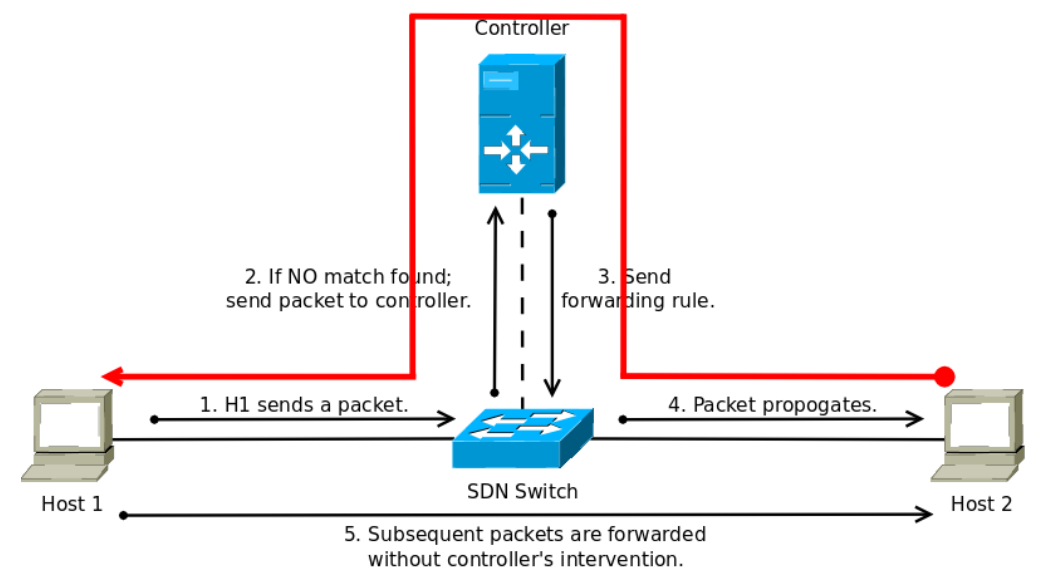 Controller
2. If NO match found;
send packet to controller.
3. Send
forwarding rule.
1. H1 sends a packet.
4. Packet propogates.
Host 1
SDN Switch
Host 2
5. Subsequent packets are forwarded
without controller's intervention.